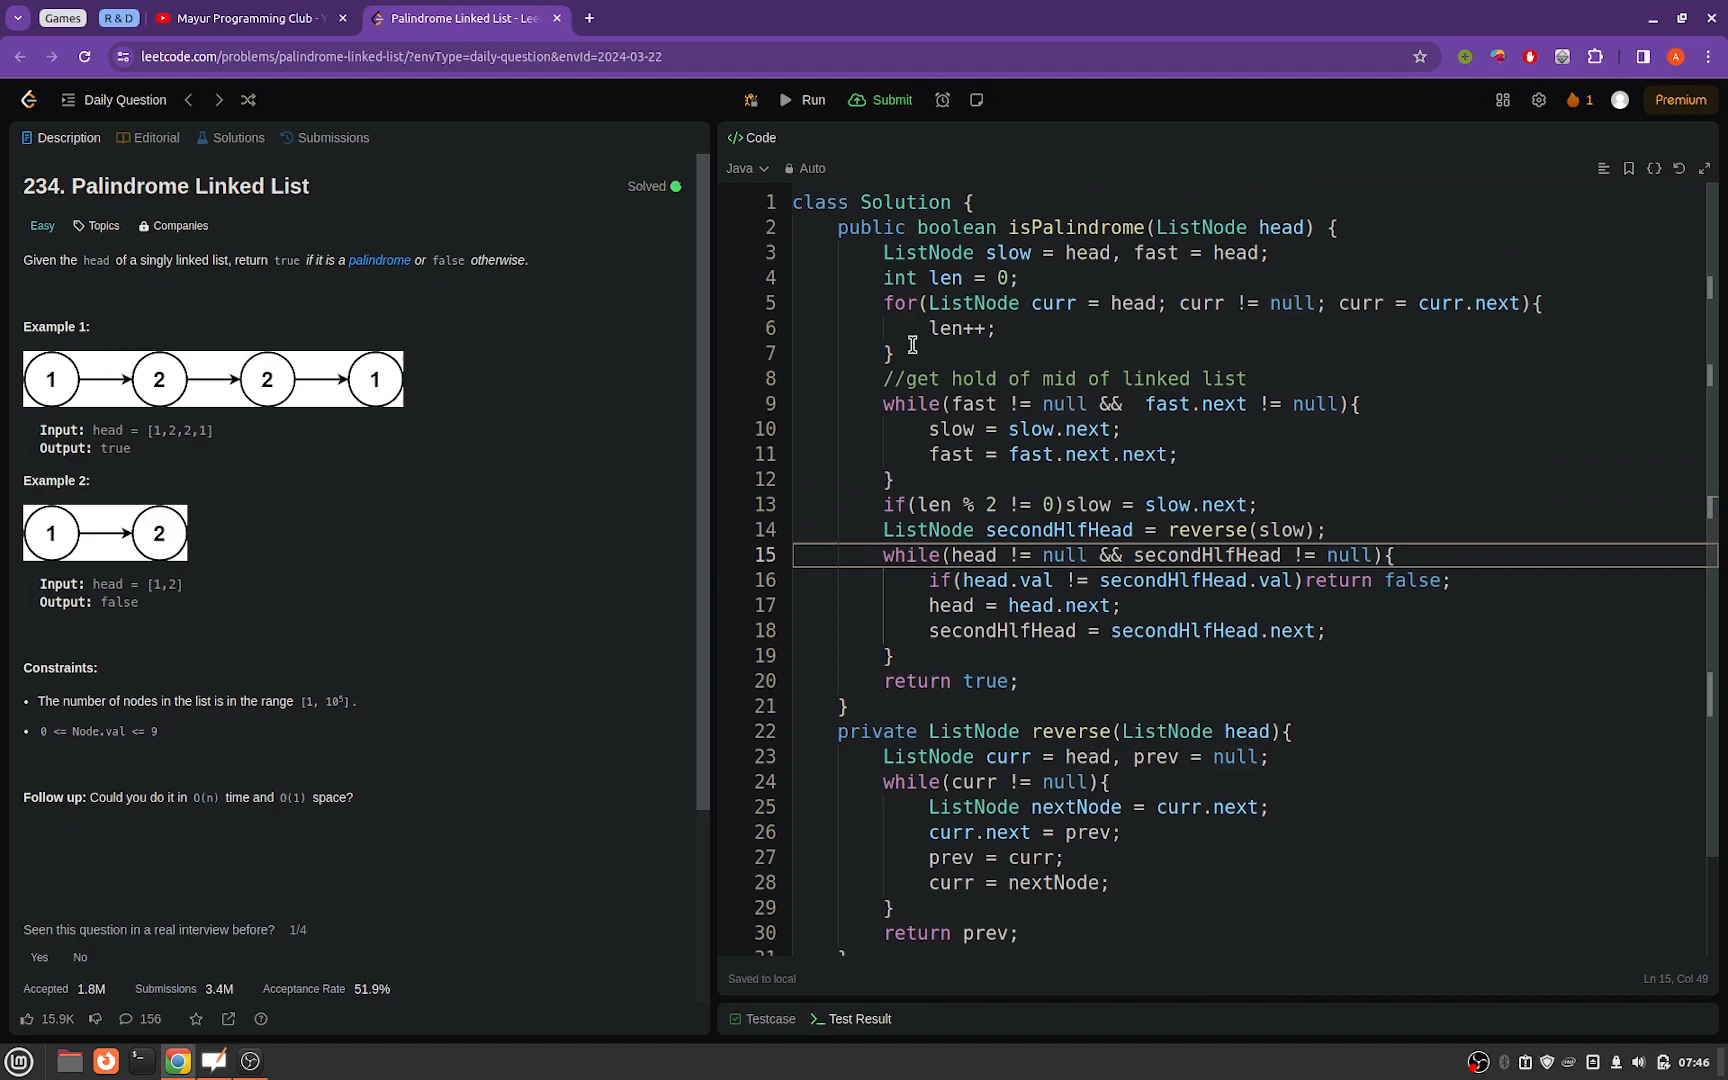 Games
R & D
Mayur Programming Club - Y
Palindrome Linked List - Lee
leetcode.com/problems/palindrome-linked-list/?envType=daily-question&envId=2024-03-22
A
Daily Question
Run
Submit
1
Premium
Description
Editorial
Solutions
Submissions
</> Code
Java
Auto
234. Palindrome Linked List
Solved
Easy
Topics
Companies
Given the head of a singly linked list, return true if it is a palindrome or false otherwise.
Example 1:
1 2 2 1
Input: head = [1,2,2,1]
Output: true
Example 2:
1 2
Input: head = [1,2]
Output: false
Constraints:
• The number of nodes in the list is in the range [1, 10⁵].
• 0 <= Node.val <= 9
Follow up: Could you do it in O(n) time and O(1) space?
Seen this question in a real interview before? 1/4
Yes No
Accepted 1.8M Submissions 3.4M Acceptance Rate 51.9%
15.9K 156
1 class Solution {
2 public boolean isPalindrome(ListNode head) {
3 ListNode slow = head, fast = head;
4 int len = 0;
5 for(ListNode curr = head; curr != null; curr = curr.next){
6 len++;
7 }
8 //get hold of mid of linked list
9 while(fast != null &&  fast.next != null){
10 slow = slow.next;
11 fast = fast.next.next;
12 }
13 if(len % 2 != 0)slow = slow.next;
14 ListNode secondHlfHead = reverse(slow);
15 while(head != null && secondHlfHead != null){
16 if(head.val != secondHlfHead.val)return false;
17 head = head.next;
18 secondHlfHead = secondHlfHead.next;
19 }
20 return true;
21 }
22 private ListNode reverse(ListNode head){
23 ListNode curr = head, prev = null;
24 while(curr != null){
25 ListNode nextNode = curr.next;
26 curr.next = prev;
27 prev = curr;
28 curr = nextNode;
29 }
30 return prev;
31 }
Saved to local
Ln 15, Col 49
Testcase
Test Result
07:46